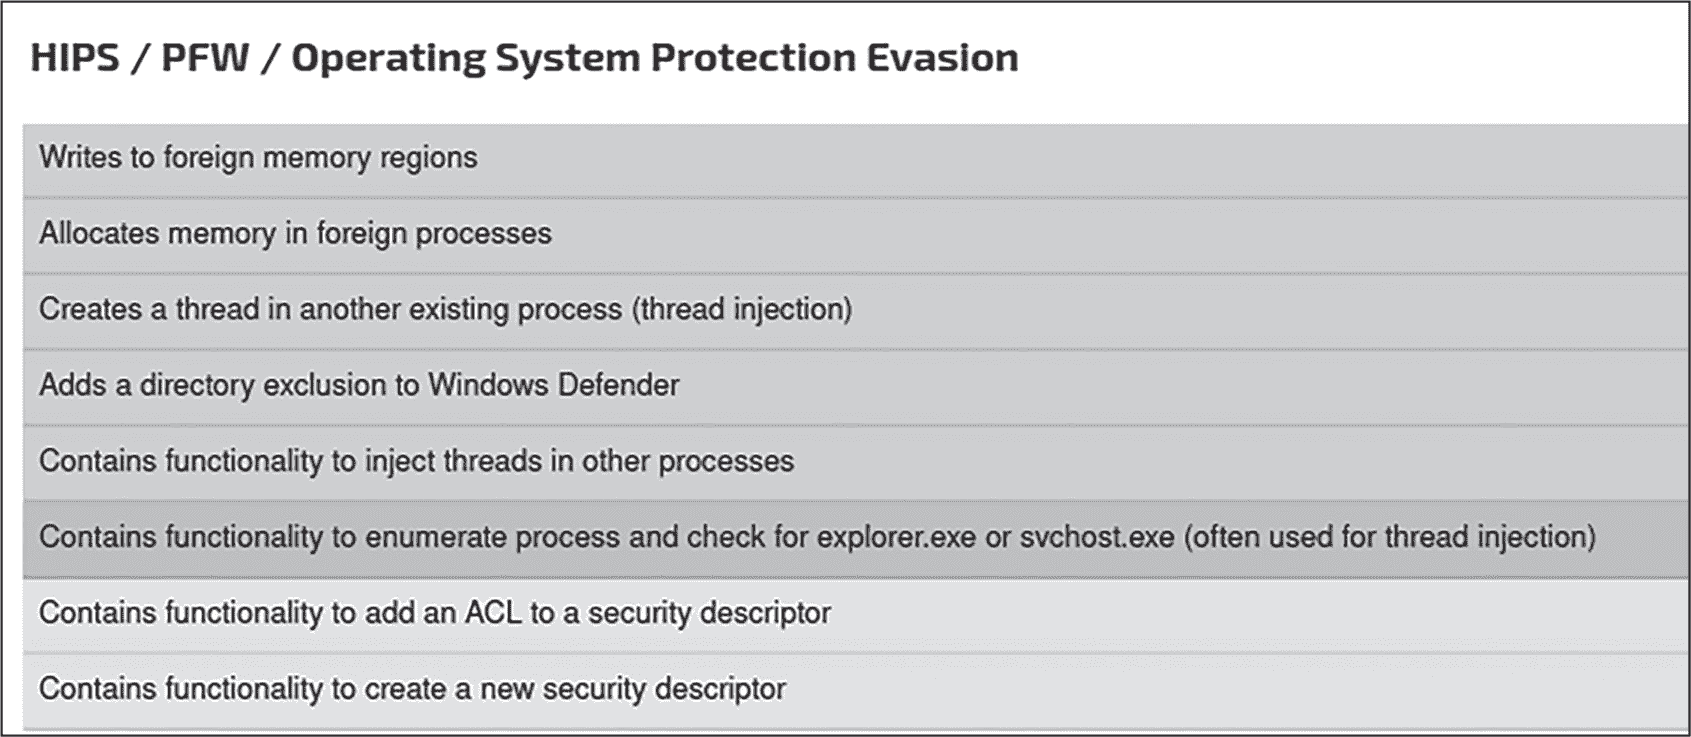 HIPS / PFW / Operating System Protection Evasion
Writes to foreign memory regions
Allocates memory in foreign processes
Creates a thread in another existing process (thread injection)
Adds a directory exclusion to Windows Defender
Contains functionality to inject threads in other processes
Contains functionality to enumerate process and check for explorer.exe or svchost.exe (often used for thread injection)
Contains functionality to add an ACL to a security descriptor
Contains functionality to create a new security descriptor